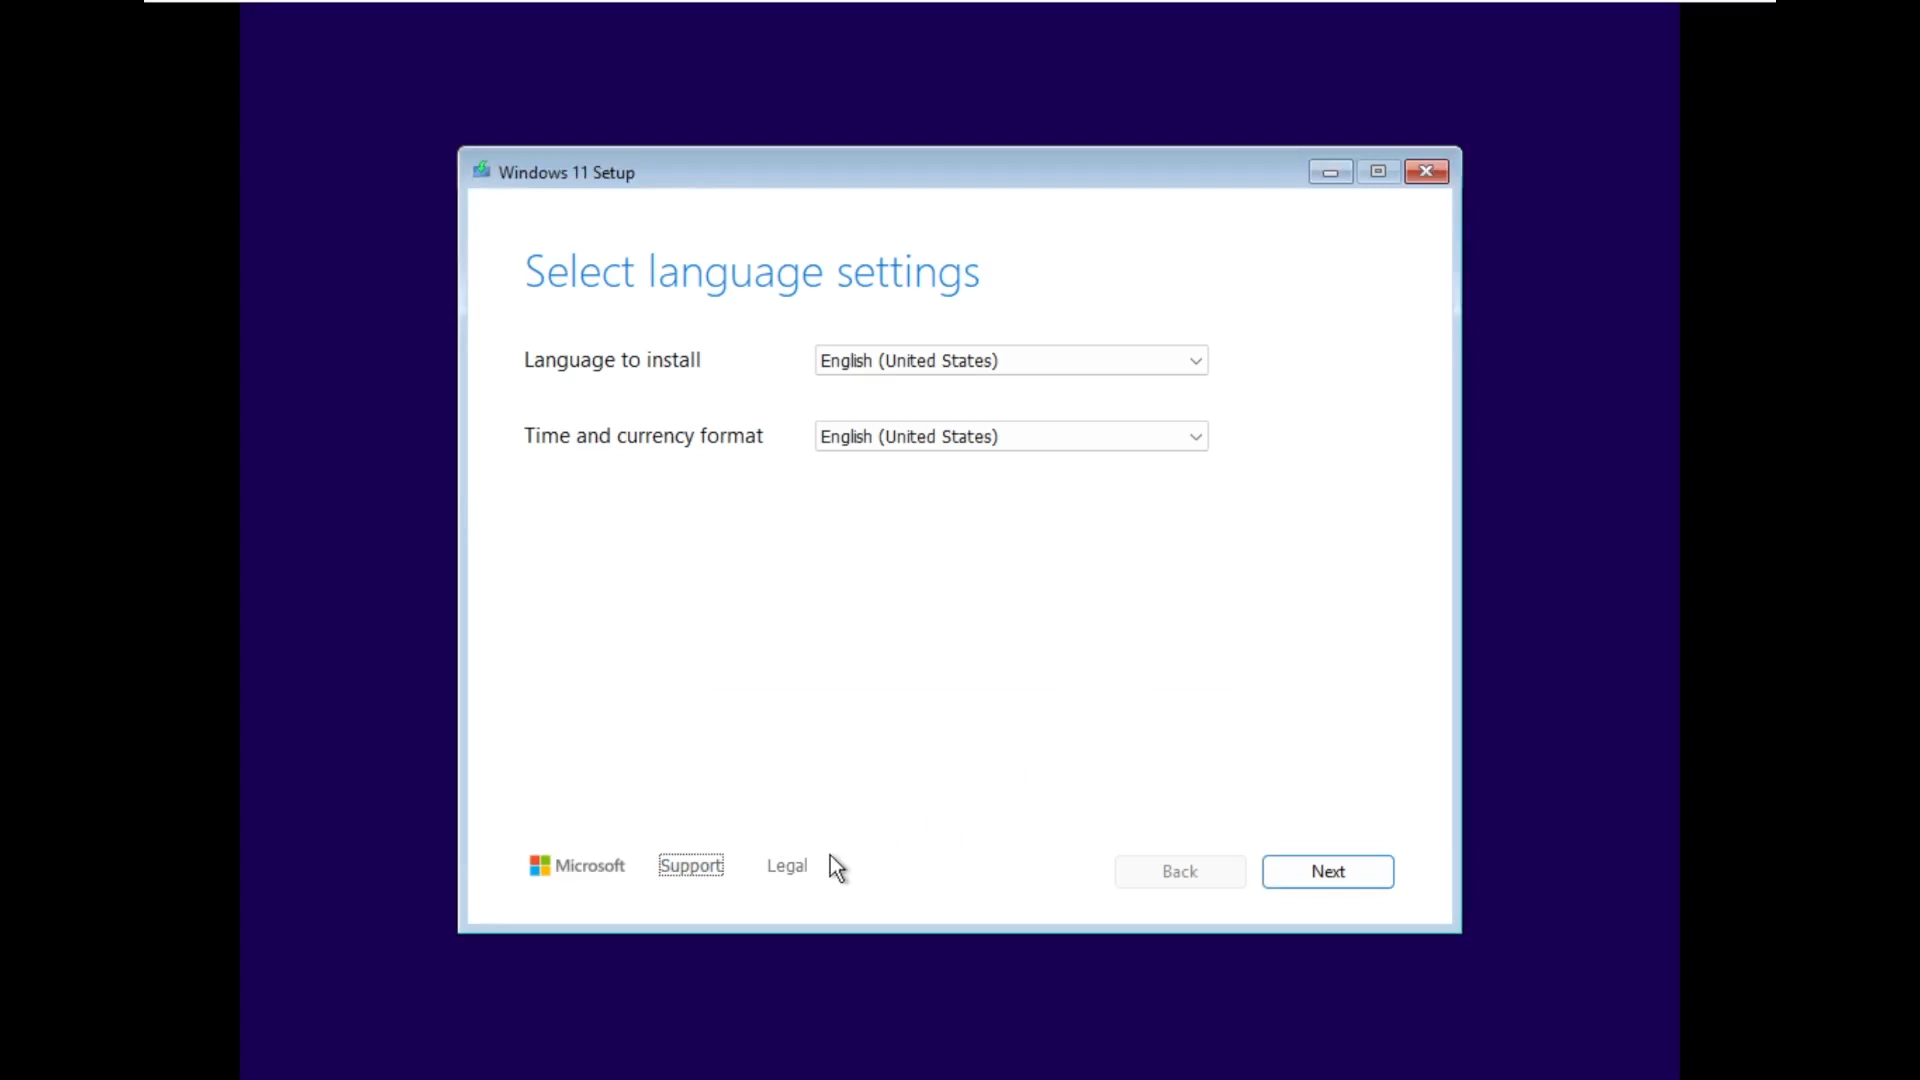 Windows 11 Setup
Select language settings
Language to install English (United States)
Time and currency format English (United States)
Microsoft Support Legal Back Next